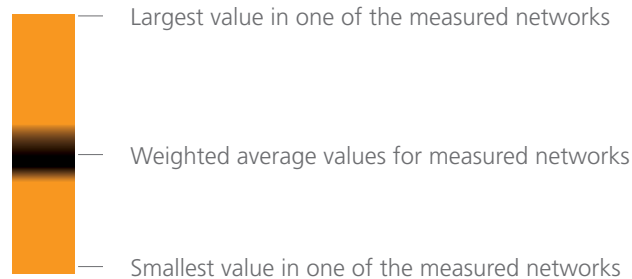 Largest value in one of the measured networks
Weighted average values for measured networks
Smallest value in one of the measured networks